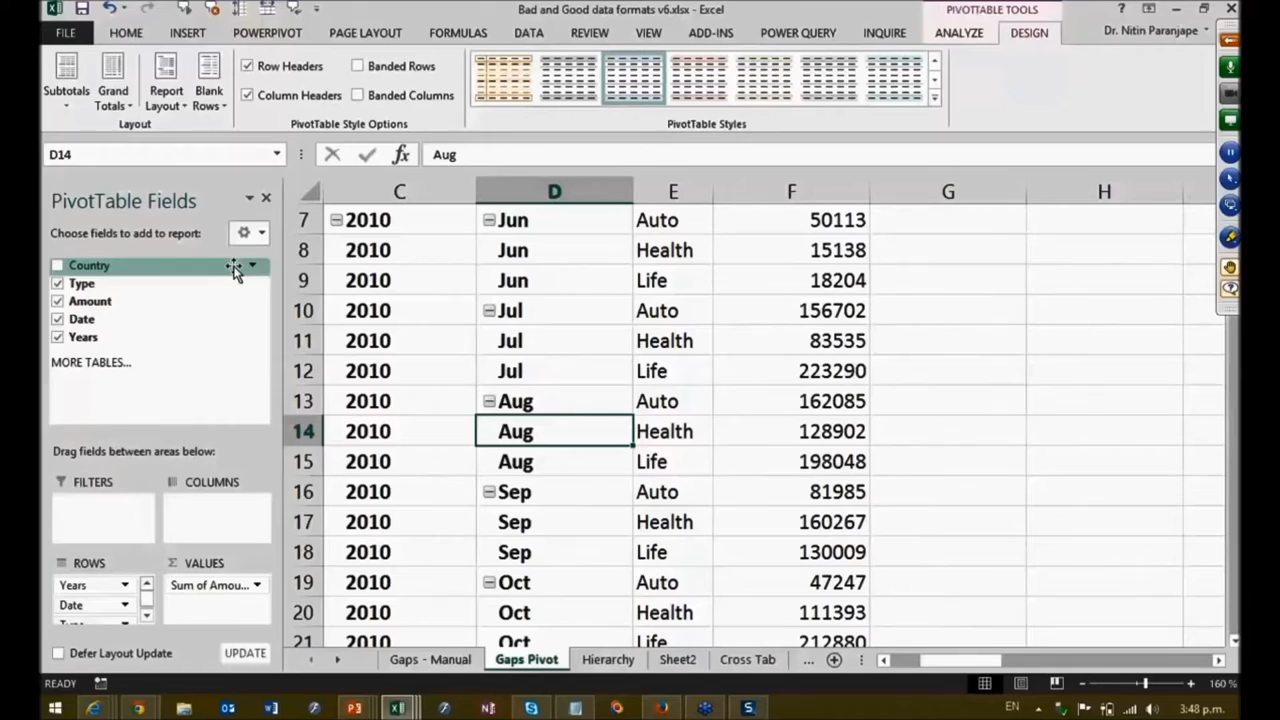 Bad and Good data formats v6.xlsx - Excel
PIVOTTABLE TOOLS
?
FILE HOME INSERT POWERPIVOT PAGE LAYOUT FORMULAS DATA REVIEW VIEW ADD-INS POWER QUERY INQUIRE ANALYZE DESIGN Dr. Nitin Paranjape
Subtotals
Grand Totals
Report Layout
Blank Rows
Row Headers Banded Rows
Column Headers Banded Columns
Layout PivotTable Style Options PivotTable Styles
D14 fx Aug
PivotTable Fields
Choose fields to add to report:
Country
Type
Amount
Date
Years
MORE TABLES...
Drag fields between areas below:
FILTERS COLUMNS
ROWS Σ VALUES
Years Sum of Amou...
Date
Defer Layout Update UPDATE
C D E F G H
7 2010 Jun Auto 50113
8 2010 Jun Health 15138
9 2010 Jun Life 18204
10 2010 Jul Auto 156702
11 2010 Jul Health 83535
12 2010 Jul Life 223290
13 2010 Aug Auto 162085
14 2010 Aug Health 128902
15 2010 Aug Life 198048
16 2010 Sep Auto 81985
17 2010 Sep Health 160267
18 2010 Sep Life 130009
19 2010 Oct Auto 47247
20 2010 Oct Health 111393
21 2010 Oct Life 212880
Gaps - Manual Gaps Pivot Hierarchy Sheet2 Cross Tab ...
READY 160 %
EN 3:48 p.m.